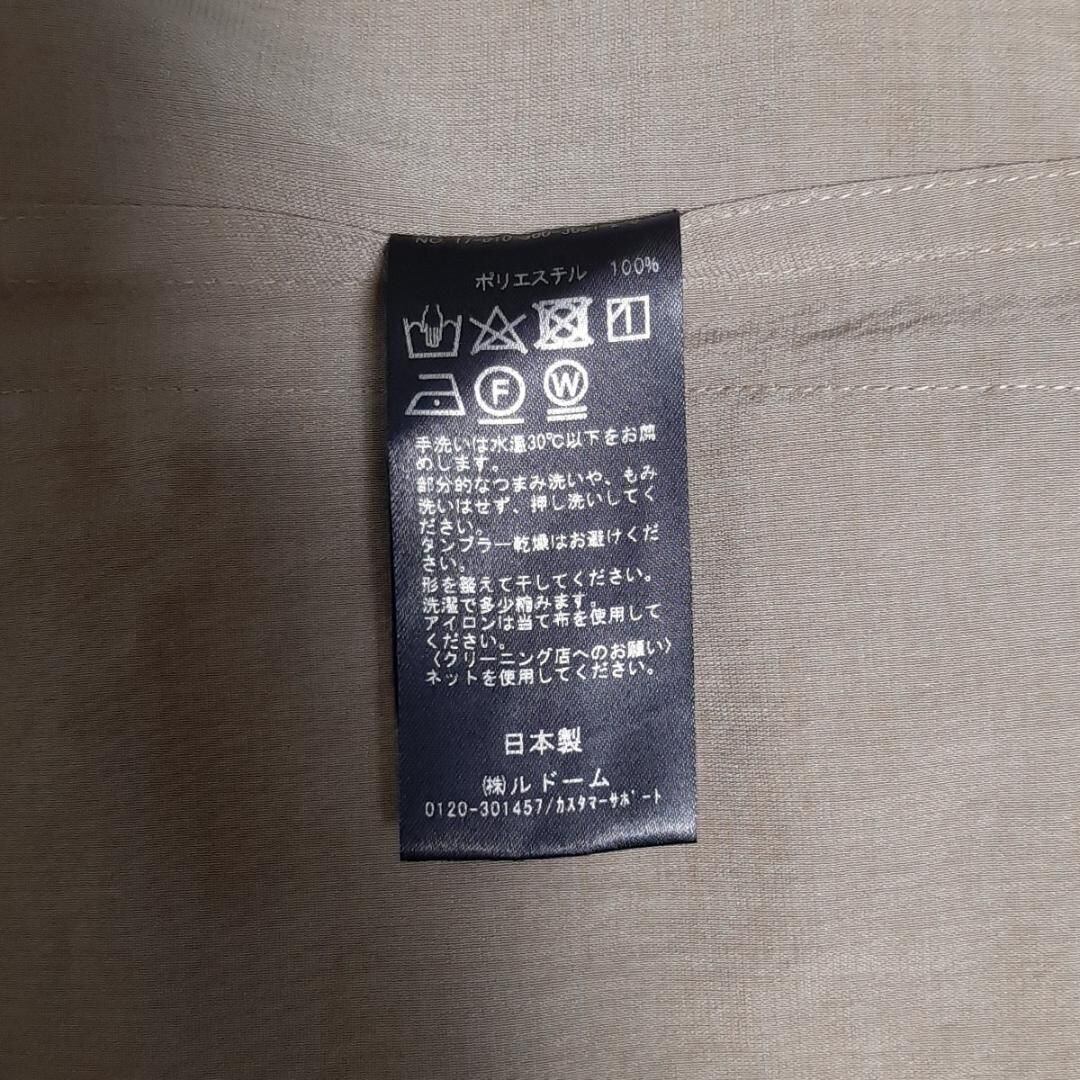 ポリエステル 100%
F W
手洗いは水温30℃以下をお薦
めします。
部分的なつまみ洗いや、もみ
洗いはせず、押し洗いしてく
ださい。
タンブラー乾燥はお避けくだ
さい。
形を整えて干してください。
洗濯で多少縮みます。
アイロンは当て布を使用して
ください。
〈クリーニング店へのお願い〉
ネットを使用してください。
日本製
㈱ルドーム
0120-301457/カスタマーサポート